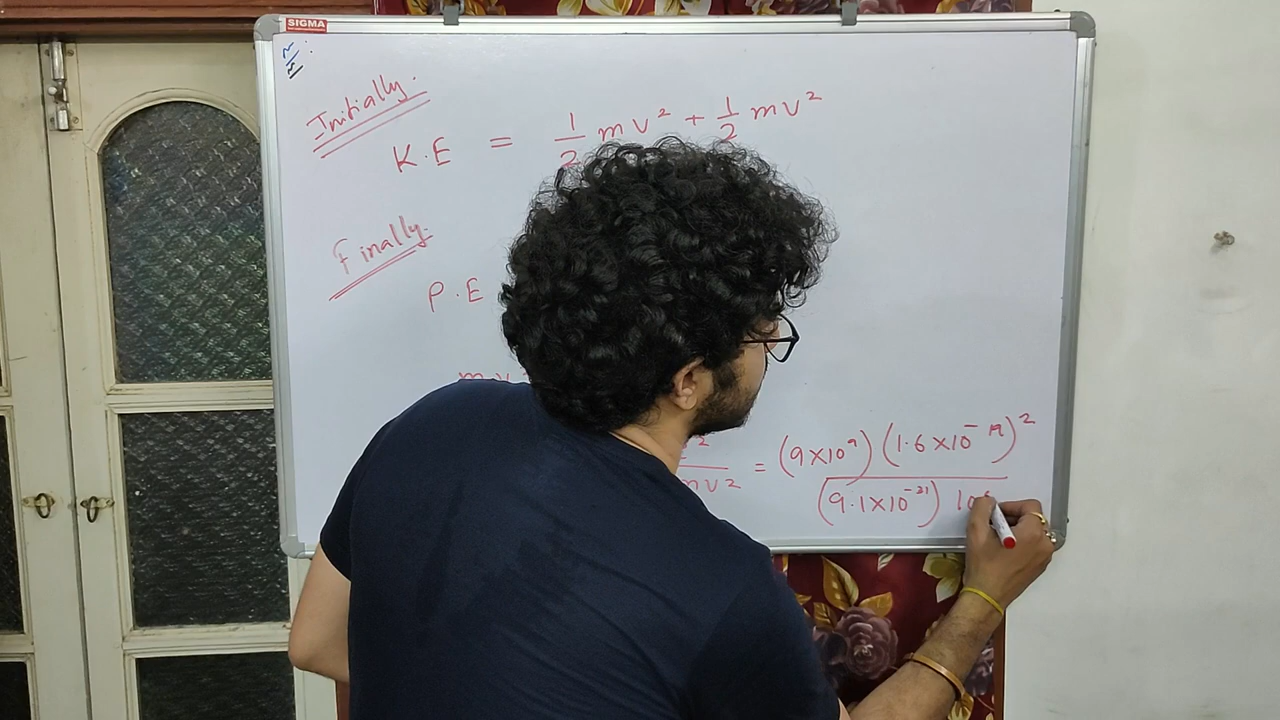 SIGMA
Initially.
K.E = 1/2 mv² + 1/2 mv²
Finally.
P.E
mv
mv² = (9×10⁹) (1.6×10⁻¹⁹)² / (9.1×10⁻³¹) 10